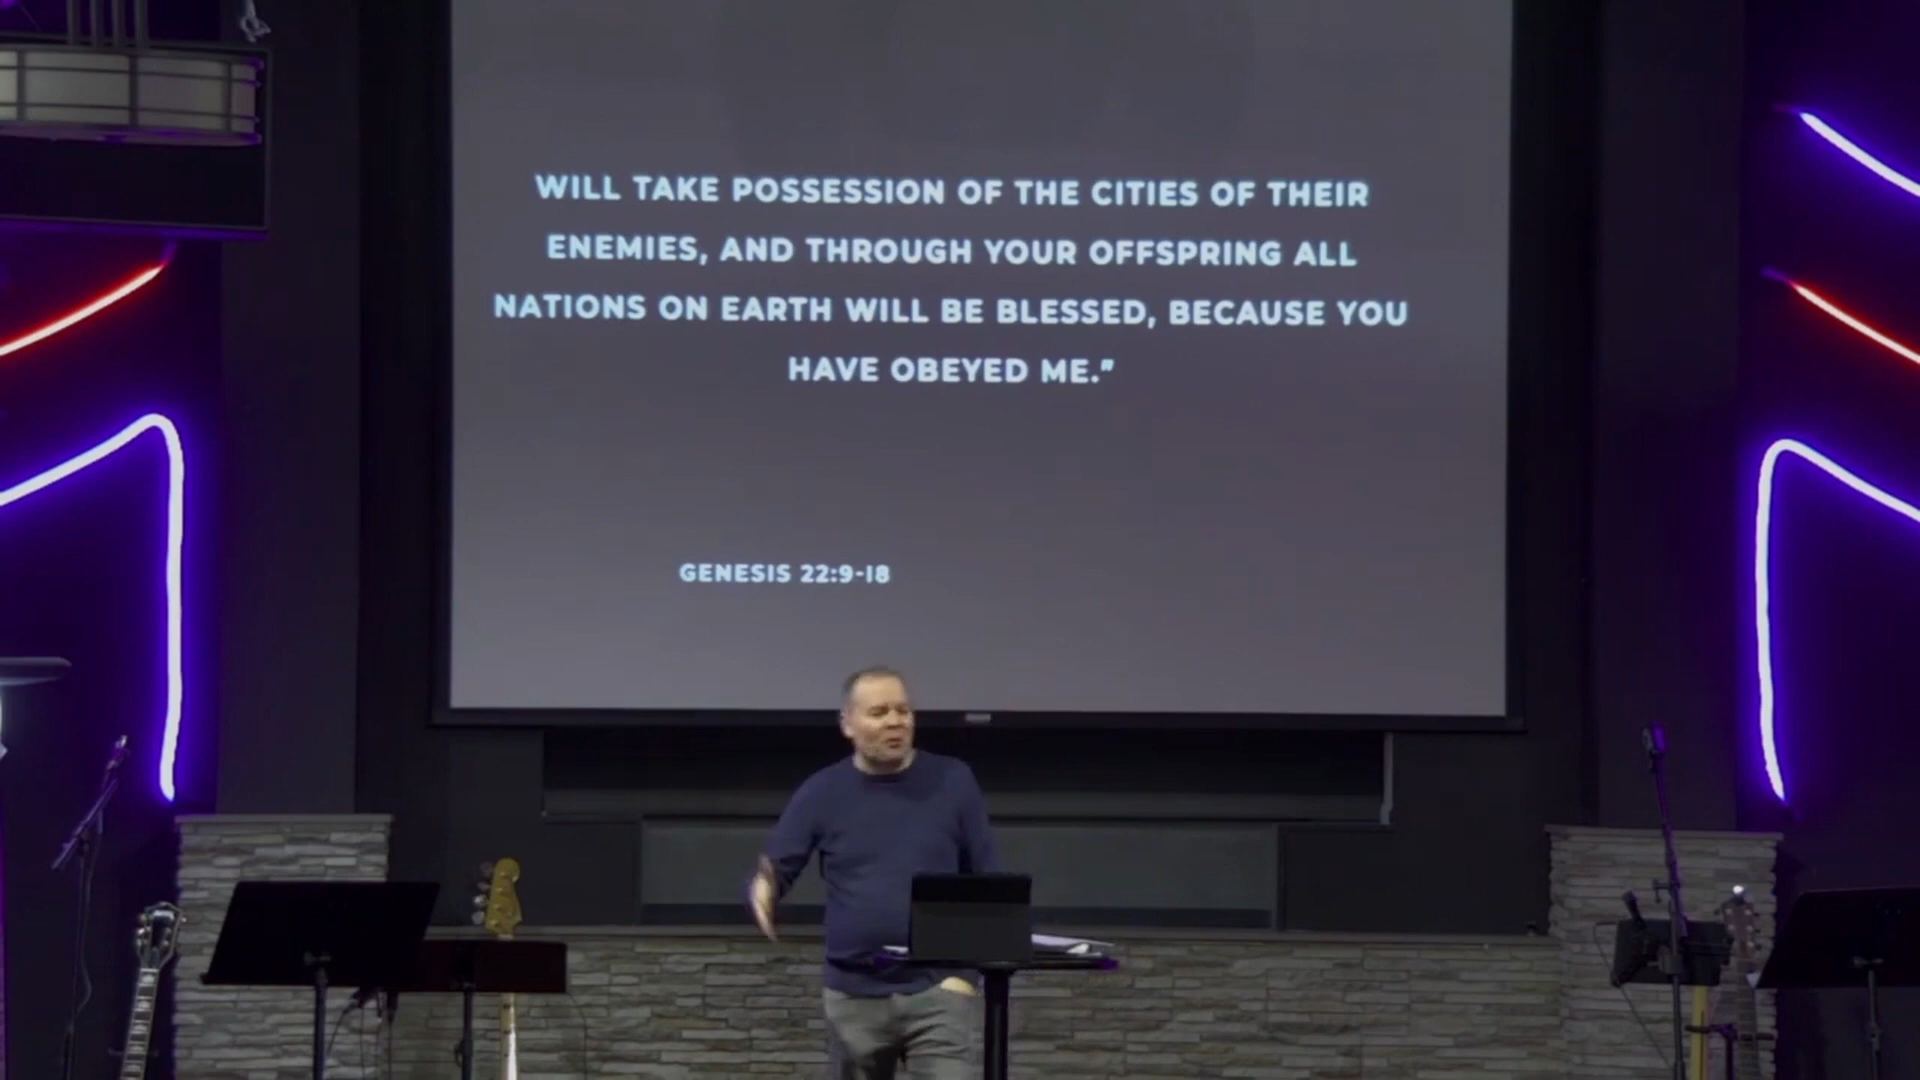 WILL TAKE POSSESSION OF THE CITIES OF THEIR
ENEMIES, AND THROUGH YOUR OFFSPRING ALL
NATIONS ON EARTH WILL BE BLESSED, BECAUSE YOU
HAVE OBEYED ME."
GENESIS 22:9-18